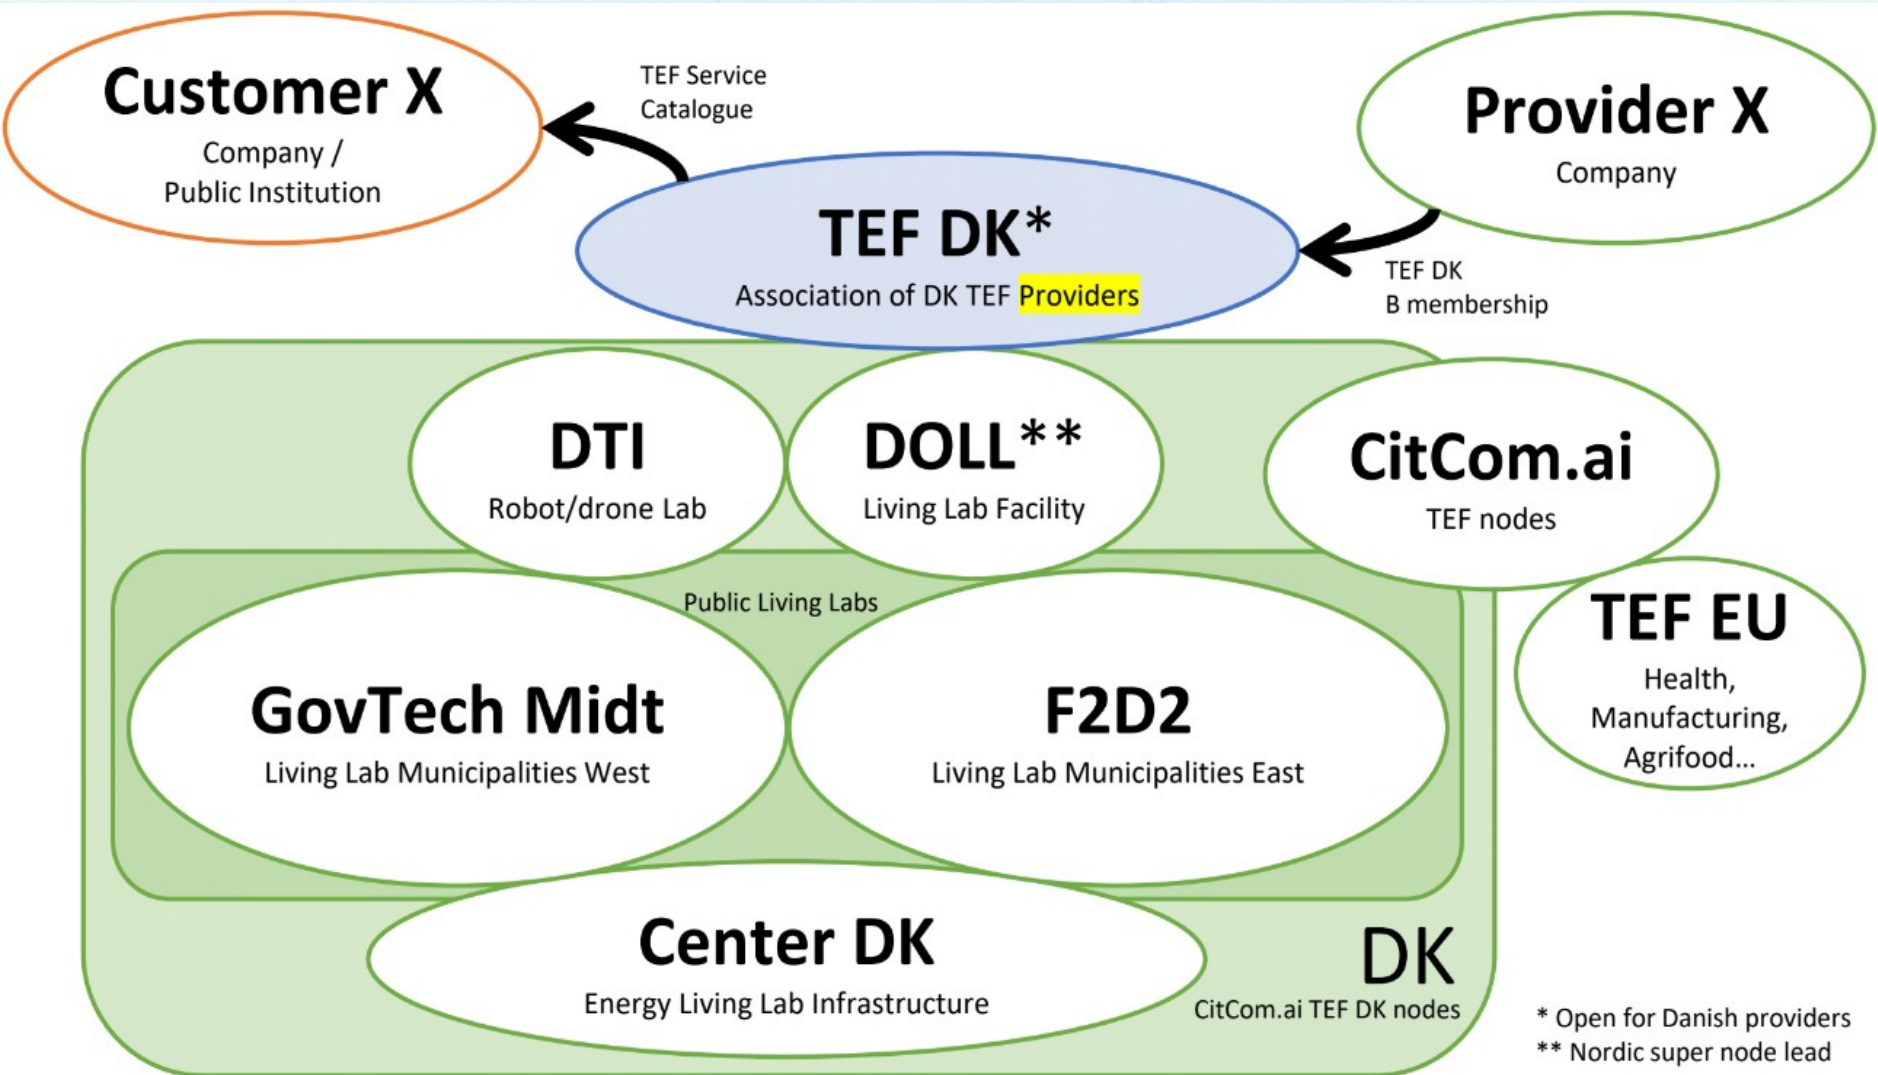 Customer X
Company /
Public Institution
TEF Service
Catalogue
Provider X
Company
TEF DK*
Association of DK TEF Providers
TEF DK
B membership
DTI
Robot/drone Lab
DOLL**
Living Lab Facility
CitCom.ai
TEF nodes
Public Living Labs
TEF EU
Health,
Manufacturing,
Agrifood...
GovTech Midt
Living Lab Municipalities West
F2D2
Living Lab Municipalities East
Center DK
Energy Living Lab Infrastructure
DK
CitCom.ai TEF DK nodes
* Open for Danish providers
** Nordic super node lead